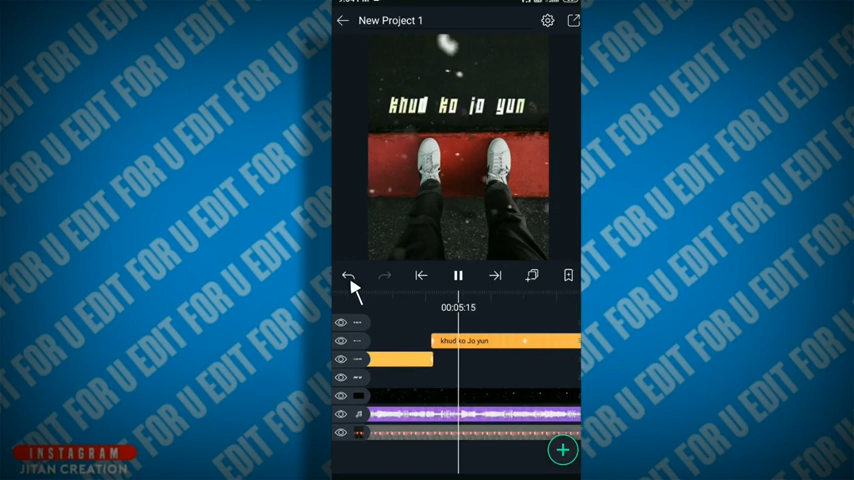 New Project 1
khud ko jo yun
00:05:15
khud ko Jo yun
EDIT FOR U EDIT FOR U EDIT FOR U
INSTAGRAM
JITAN CREATION